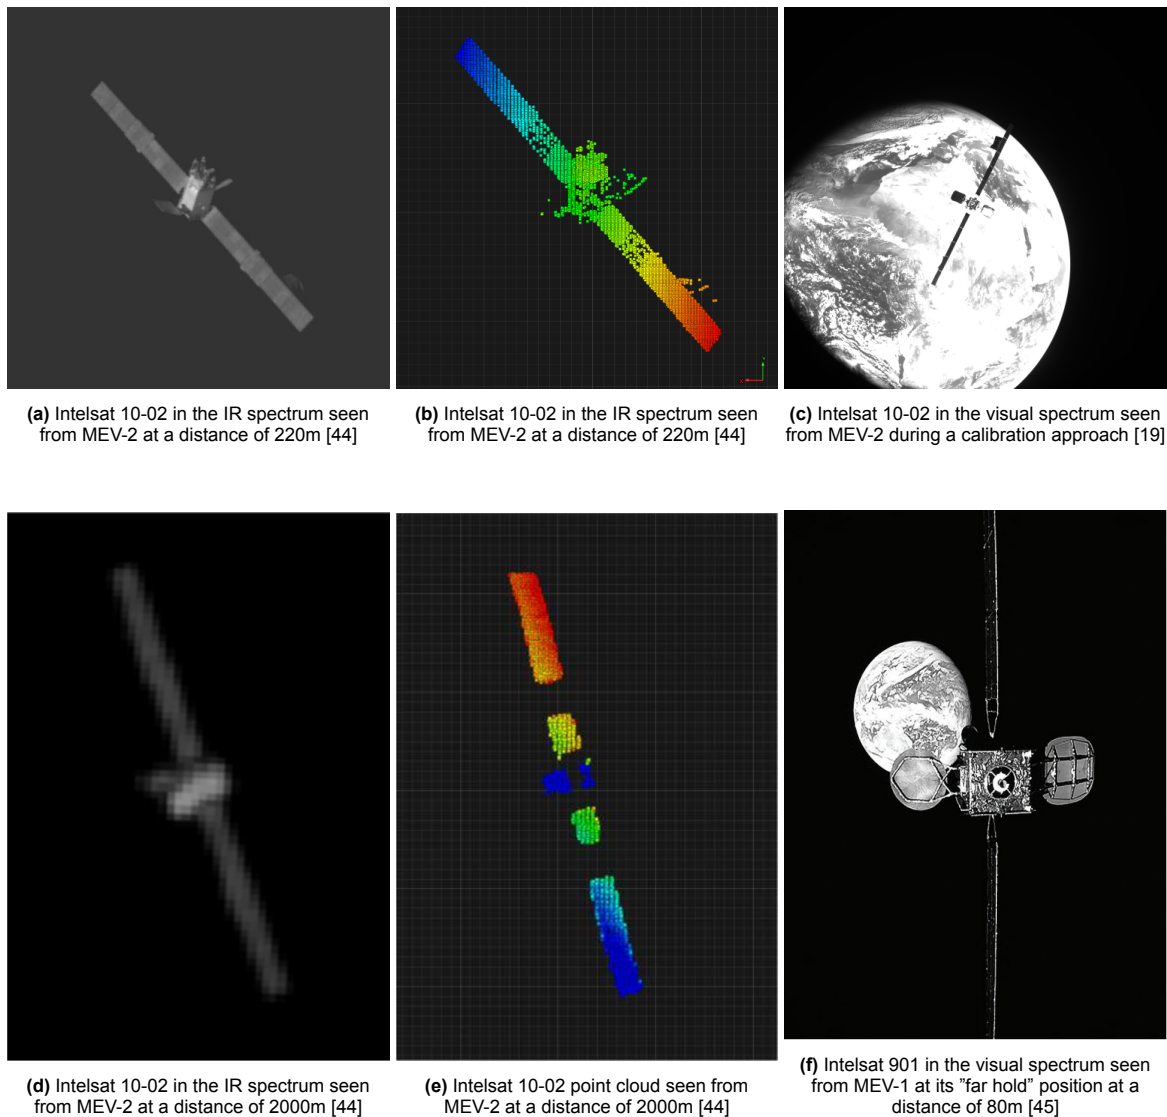 (a) Intelsat 10-02 in the IR spectrum seen
from MEV-2 at a distance of 220m [44]
(b) Intelsat 10-02 in the IR spectrum seen
from MEV-2 at a distance of 220m [44]
(c) Intelsat 10-02 in the visual spectrum seen
from MEV-2 during a calibration approach [19]
(d) Intelsat 10-02 in the IR spectrum seen
from MEV-2 at a distance of 2000m [44]
(e) Intelsat 10-02 point cloud seen from
MEV-2 at a distance of 2000m [44]
(f) Intelsat 901 in the visual spectrum seen
from MEV-1 at its ”far hold” position at a
distance of 80m [45]